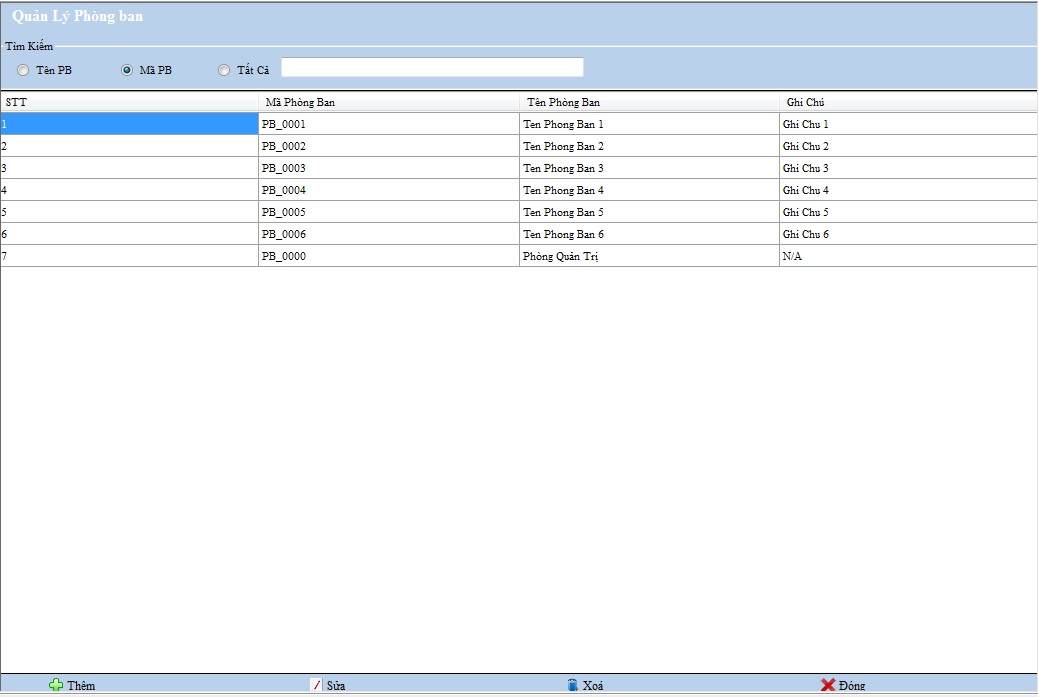 Quản Lý Phòng ban
Tìm Kiếm
Tên PB Mã PB Tất Cả
STT Mã Phòng Ban Tên Phòng Ban Ghi Chú
1 PB_0001 Ten Phong Ban 1 Ghi Chu 1
2 PB_0002 Ten Phong Ban 2 Ghi Chu 2
3 PB_0003 Ten Phong Ban 3 Ghi Chu 3
4 PB_0004 Ten Phong Ban 4 Ghi Chu 4
5 PB_0005 Ten Phong Ban 5 Ghi Chu 5
6 PB_0006 Ten Phong Ban 6 Ghi Chu 6
7 PB_0000 Phòng Quản Trị N/A
Thêm Sửa Xoá Đóng